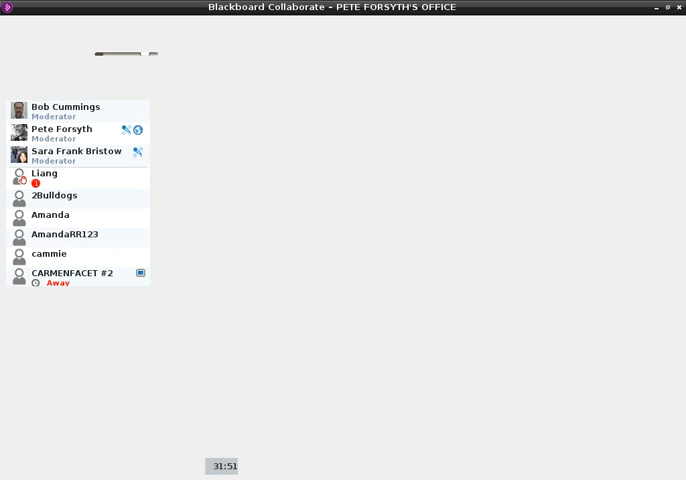 Blackboard Collaborate – PETE FORSYTH'S OFFICE
Bob Cummings
Moderator
Pete Forsyth
Moderator
Sara Frank Bristow
Moderator
Liang
1
2Bulldogs
Amanda
AmandaRR123
cammie
CARMENFACET #2
Away
31:51